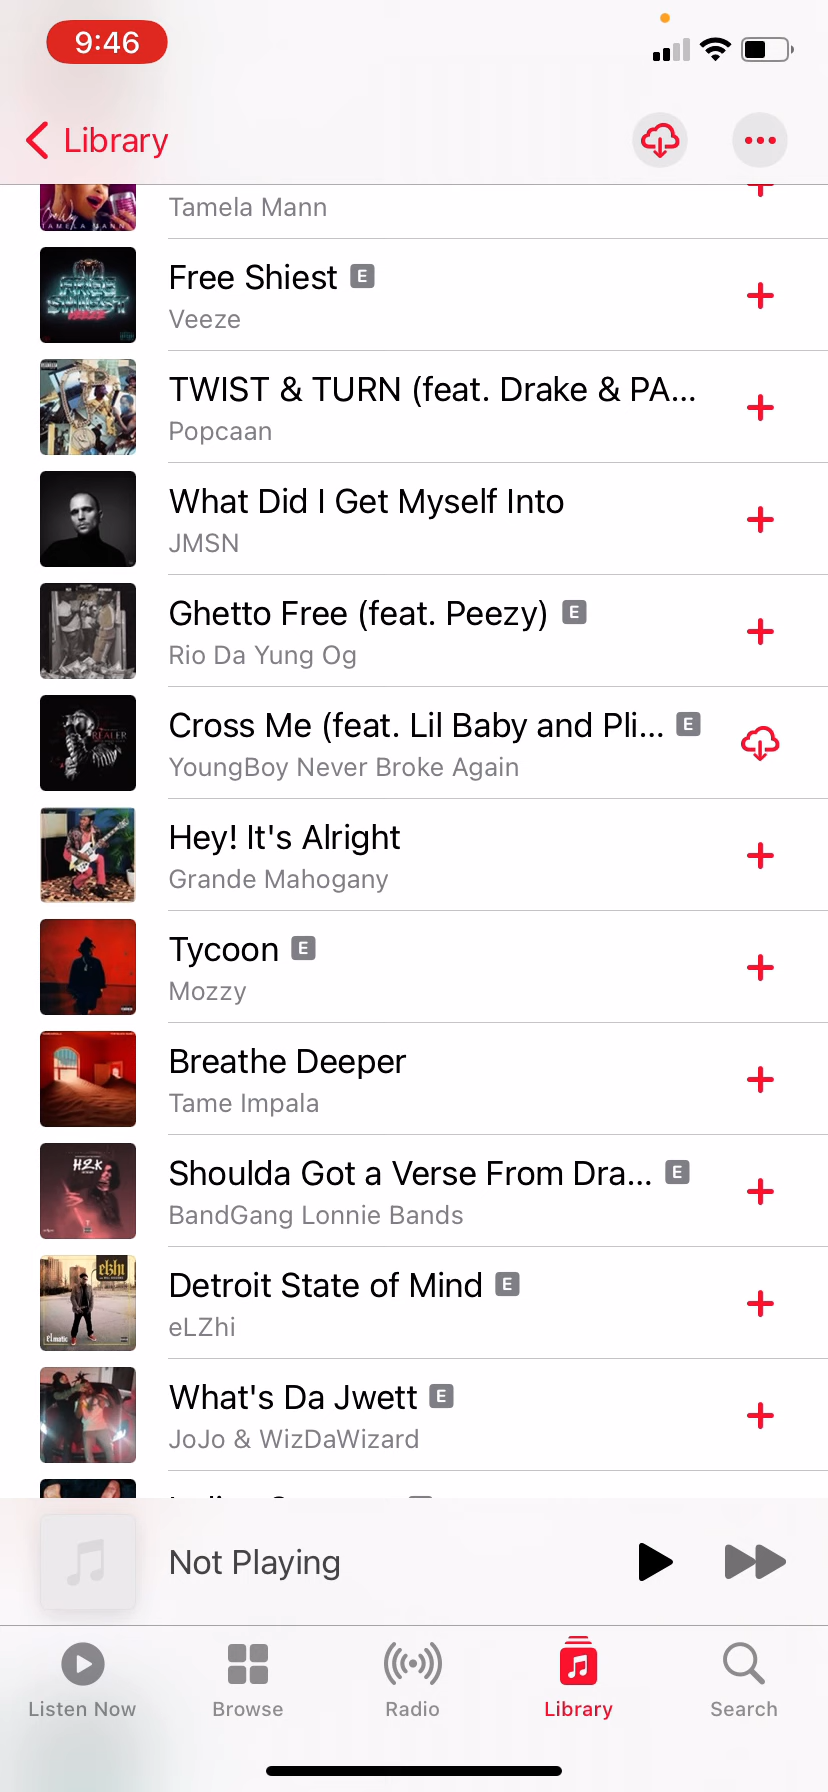 9:46
Library
Tamela Mann
Free Shiest E
Veeze
TWIST & TURN (feat. Drake & PA...
Popcaan
What Did I Get Myself Into
JMSN
Ghetto Free (feat. Peezy) E
Rio Da Yung Og
REALER
Cross Me (feat. Lil Baby and Pli... E
YoungBoy Never Broke Again
Hey! It's Alright
Grande Mahogany
Tycoon E
Mozzy
Breathe Deeper
Tame Impala
H2K
Shoulda Got a Verse From Dra... E
BandGang Lonnie Bands
elzhi
elmatic
Detroit State of Mind E
eLZhi
What's Da Jwett E
JoJo & WizDaWizard
Not Playing
Listen Now
Browse
Radio
Library
Search